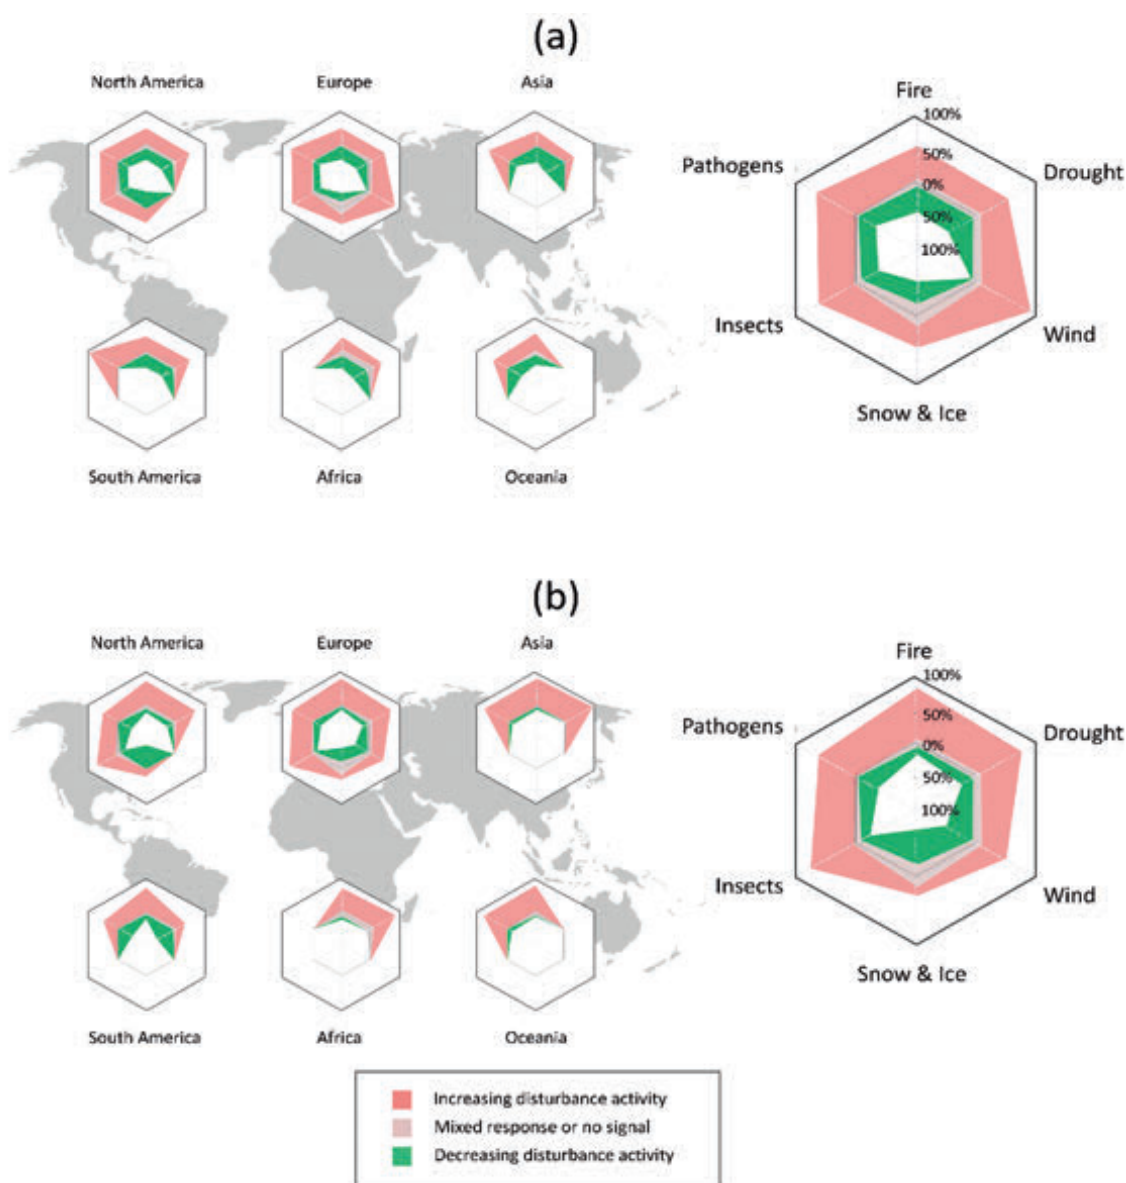 (a)
North America
Europe
Asia
South America
Africa
Oceania
Fire
100%
50%
0%
50%
100%
Pathogens
Drought
Insects
Wind
Snow & Ice
(b)
North America
Europe
Asia
South America
Africa
Oceania
Fire
100%
50%
0%
50%
100%
Pathogens
Drought
Insects
Wind
Snow & Ice
Increasing disturbance activity
Mixed response or no signal
Decreasing disturbance activity